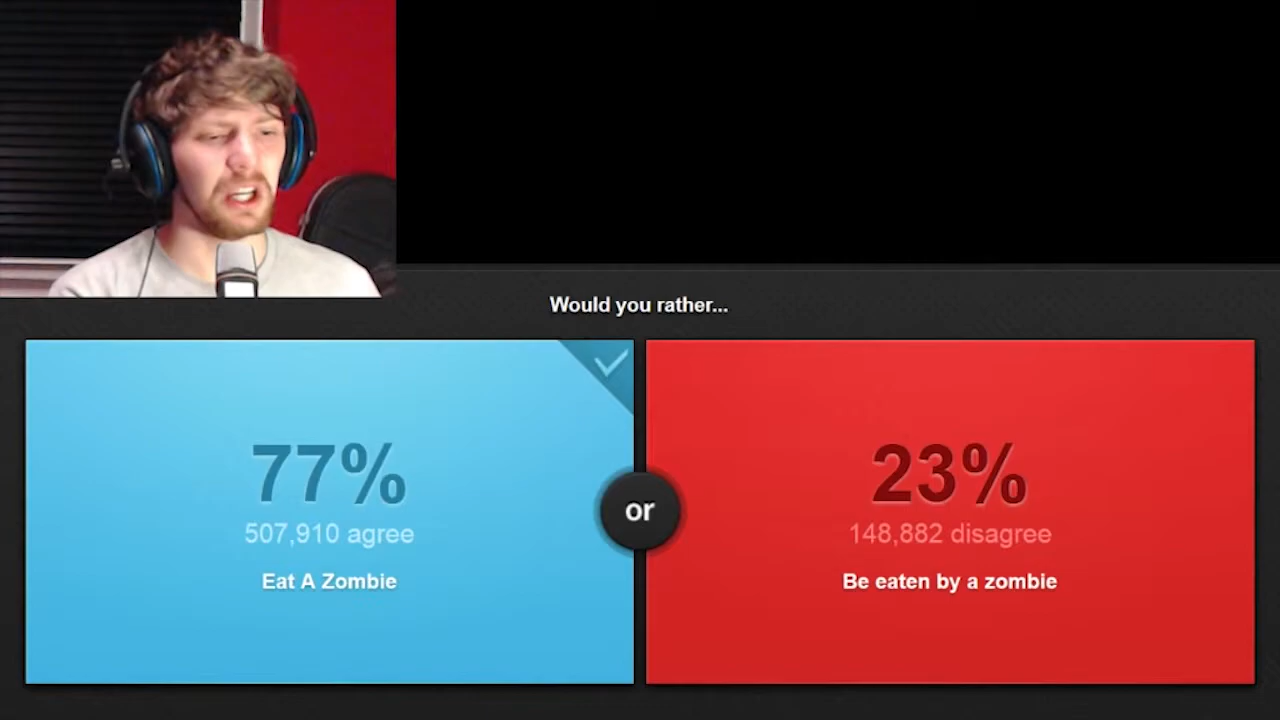 Would you rather...
77%
507,910 agree
Eat A Zombie
or
23%
148,882 disagree
Be eaten by a zombie